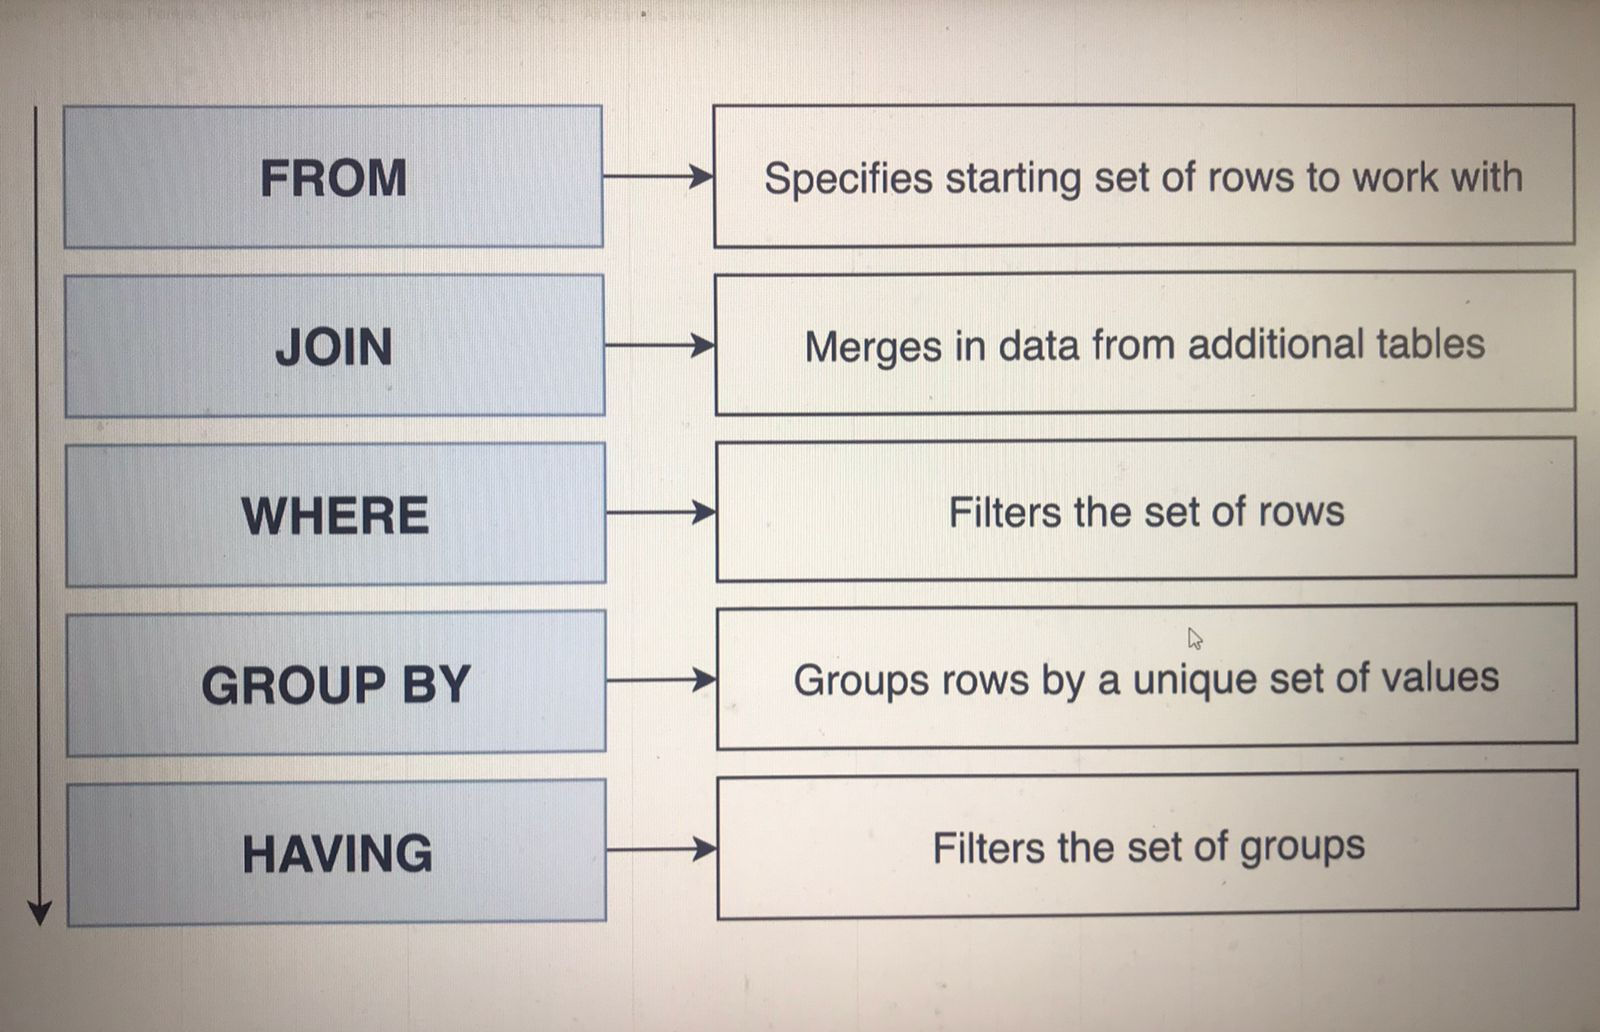 FROM
Specifies starting set of rows to work with
JOIN
Merges in data from additional tables
WHERE
Filters the set of rows
GROUP BY
Groups rows by a unique set of values
HAVING
Filters the set of groups